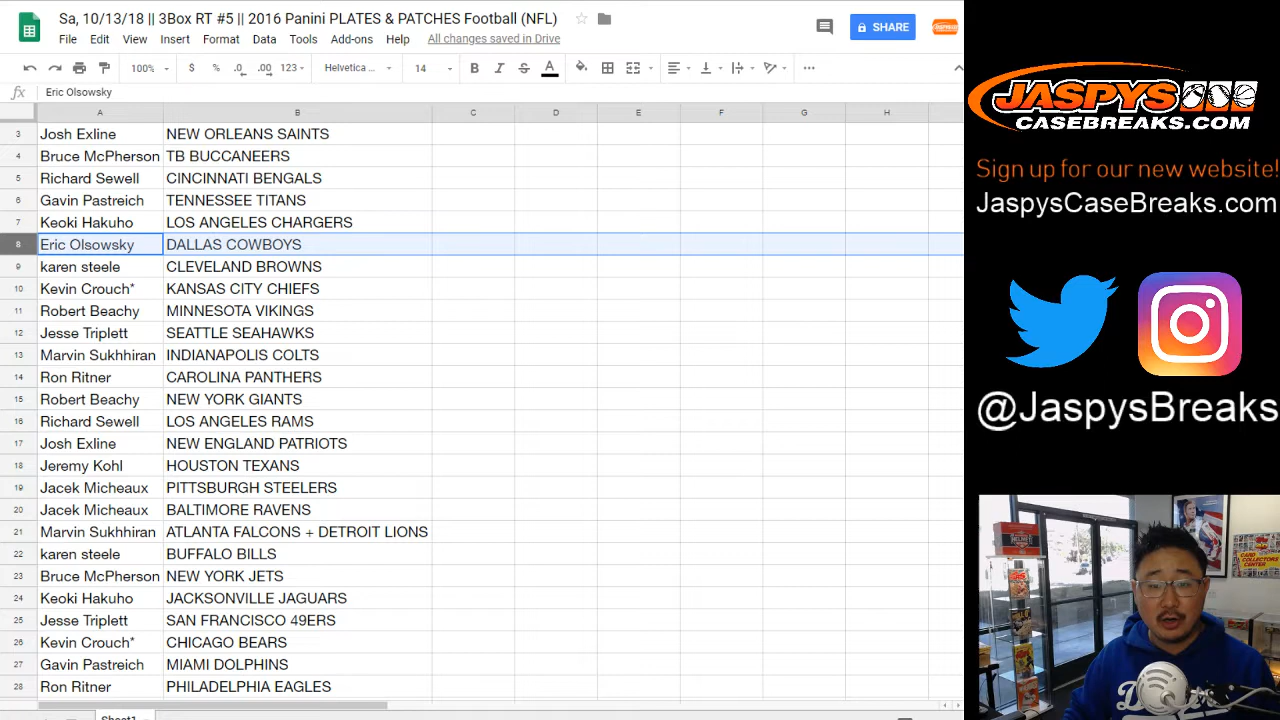 Sa, 10/13/18 || 3Box RT #5 || 2016 Panini PLATES & PATCHES Football (NFL)
File Edit View Insert Format Data Tools Add-ons Help All changes saved in Drive
SHARE
100% $ % .0 .00 123 Helvetica ... 14 B I S A
fx Eric Olsowsky
A B C D E F G H
3 Josh Exline NEW ORLEANS SAINTS
4 Bruce McPherson TB BUCCANEERS
5 Richard Sewell CINCINNATI BENGALS
6 Gavin Pastreich TENNESSEE TITANS
7 Keoki Hakuho LOS ANGELES CHARGERS
8 Eric Olsowsky DALLAS COWBOYS
9 karen steele CLEVELAND BROWNS
10 Kevin Crouch* KANSAS CITY CHIEFS
11 Robert Beachy MINNESOTA VIKINGS
12 Jesse Triplett SEATTLE SEAHAWKS
13 Marvin Sukhhiran INDIANAPOLIS COLTS
14 Ron Ritner CAROLINA PANTHERS
15 Robert Beachy NEW YORK GIANTS
16 Richard Sewell LOS ANGELES RAMS
17 Josh Exline NEW ENGLAND PATRIOTS
18 Jeremy Kohl HOUSTON TEXANS
19 Jacek Micheaux PITTSBURGH STEELERS
20 Jacek Micheaux BALTIMORE RAVENS
21 Marvin Sukhhiran ATLANTA FALCONS + DETROIT LIONS
22 karen steele BUFFALO BILLS
23 Bruce McPherson NEW YORK JETS
24 Keoki Hakuho JACKSONVILLE JAGUARS
25 Jesse Triplett SAN FRANCISCO 49ERS
26 Kevin Crouch* CHICAGO BEARS
27 Gavin Pastreich MIAMI DOLPHINS
28 Ron Ritner PHILADELPHIA EAGLES
Sheet1
JASPYS
CASEBREAKS.COM
Sign up for our new website!
JaspysCaseBreaks.com
@JaspysBreaks